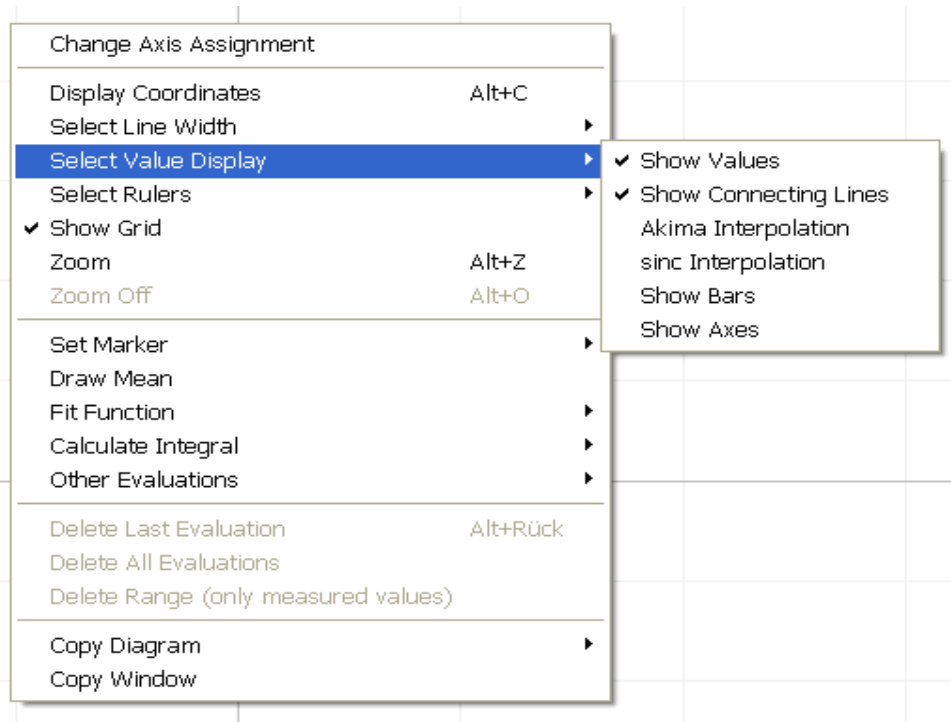 Change Axis Assignment
Display Coordinates Alt+C
Select Line Width
Select Value Display
Select Rulers
Show Grid
Zoom Alt+Z
Zoom Off Alt+O
Set Marker
Draw Mean
Fit Function
Calculate Integral
Other Evaluations
Delete Last Evaluation Alt+Rück
Delete All Evaluations
Delete Range (only measured values)
Copy Diagram
Copy Window
Show Values
Show Connecting Lines
Akima Interpolation
sinc Interpolation
Show Bars
Show Axes